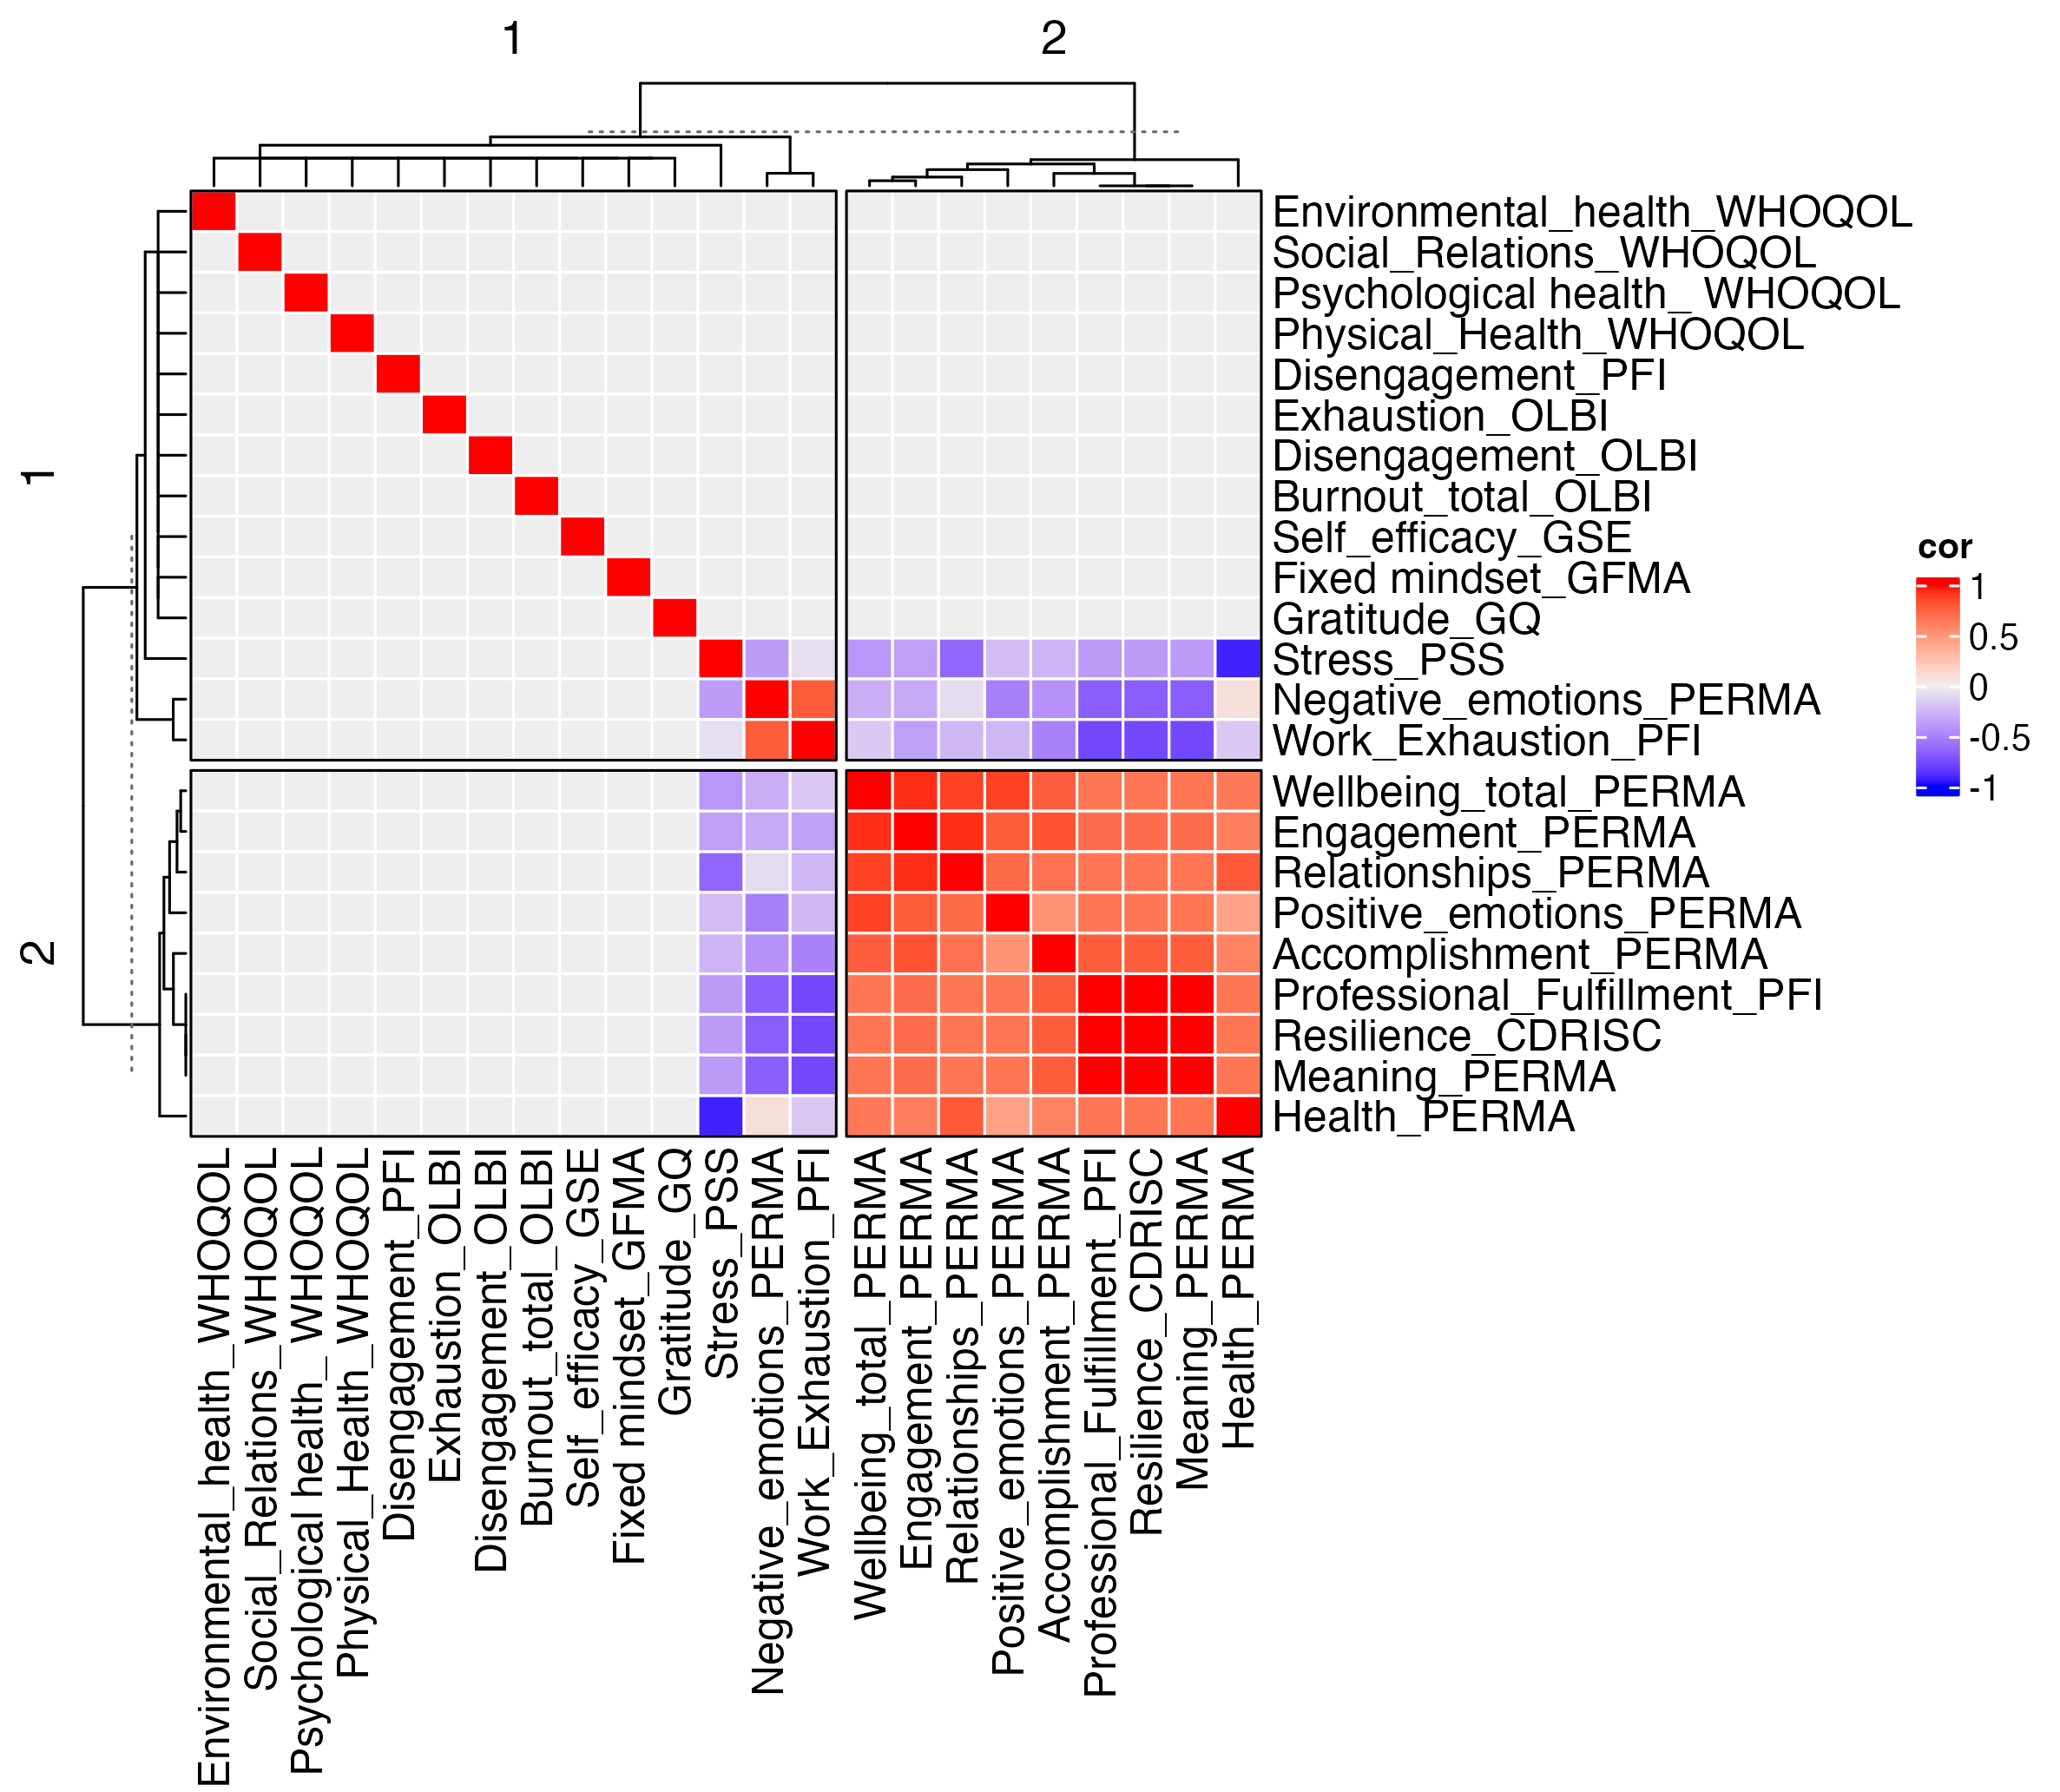 1
2
1
2
Environmental_health_WHOQOL
Social_Relations_WHOQOL
Psychological health_ WHOQOL
Physical_Health_WHOQOL
Disengagement_PFI
Exhaustion_OLBI
Disengagement_OLBI
Burnout_total_OLBI
Self_efficacy_GSE
Fixed mindset_GFMA
Gratitude_GQ
Stress_PSS
Negative_emotions_PERMA
Work_Exhaustion_PFI
Wellbeing_total_PERMA
Engagement_PERMA
Relationships_PERMA
Positive_emotions_PERMA
Accomplishment_PERMA
Professional_Fulfillment_PFI
Resilience_CDRISC
Meaning_PERMA
Health_PERMA
cor
1
0.5
0
-0.5
-1
Environmental_health_WHOQOL
Social_Relations_WHOQOL
Psychological health_ WHOQOL
Physical_Health_WHOQOL
Disengagement_PFI
Exhaustion_OLBI
Disengagement_OLBI
Burnout_total_OLBI
Self_efficacy_GSE
Fixed mindset_GFMA
Gratitude_GQ
Stress_PSS
Negative_emotions_PERMA
Work_Exhaustion_PFI
Wellbeing_total_PERMA
Engagement_PERMA
Relationships_PERMA
Positive_emotions_PERMA
Accomplishment_PERMA
Professional_Fulfillment_PFI
Resilience_CDRISC
Meaning_PERMA
Health_PERMA